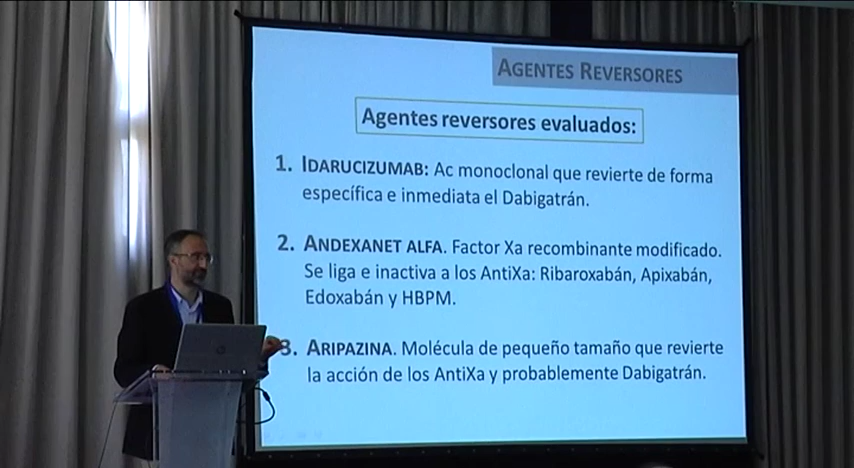 AGENTES REVERSORES
Agentes reversores evaluados:
1. IDARUCIZUMAB: Ac monoclonal que revierte de forma
específica e inmediata el Dabigatrán.
2. ANDEXANET ALFA. Factor Xa recombinante modificado.
Se liga e inactiva a los AntiXa: Ribaroxabán, Apixabán,
Edoxabán y HBPM.
3. ARIPAZINA. Molécula de pequeño tamaño que revierte
la acción de los AntiXa y probablemente Dabigatrán.